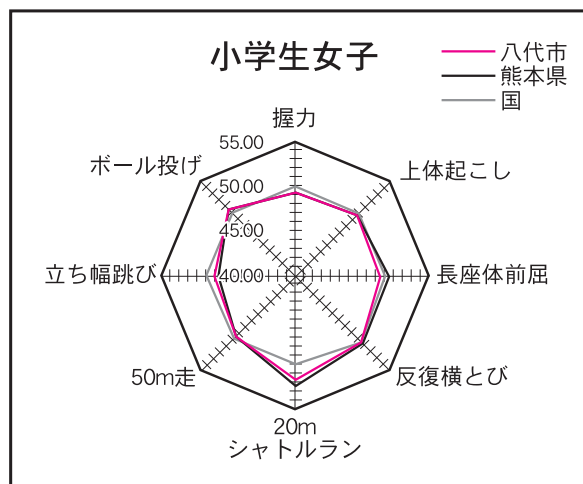 小学生女子
八代市
熊本県
国
握力
55.00
50.00
45.00
40.00
ボール投げ
上体起こし
立ち幅跳び
長座体前屈
50m走
反復横とび
20m
シャトルラン